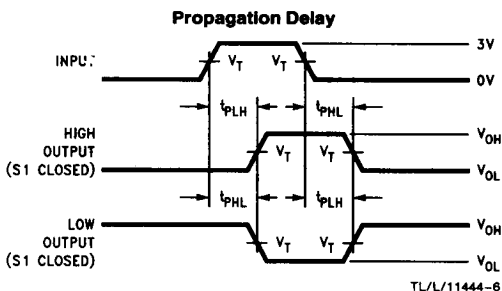 Propagation Delay
INPUT V_T V_T 3V
0V
t_PLH t_PHL
HIGH OUTPUT (S1 CLOSED) V_T V_T V_OH
V_OL
t_PHL t_PLH
LOW OUTPUT (S1 CLOSED) V_T V_T V_OH
V_OL
TL/L/11444-6